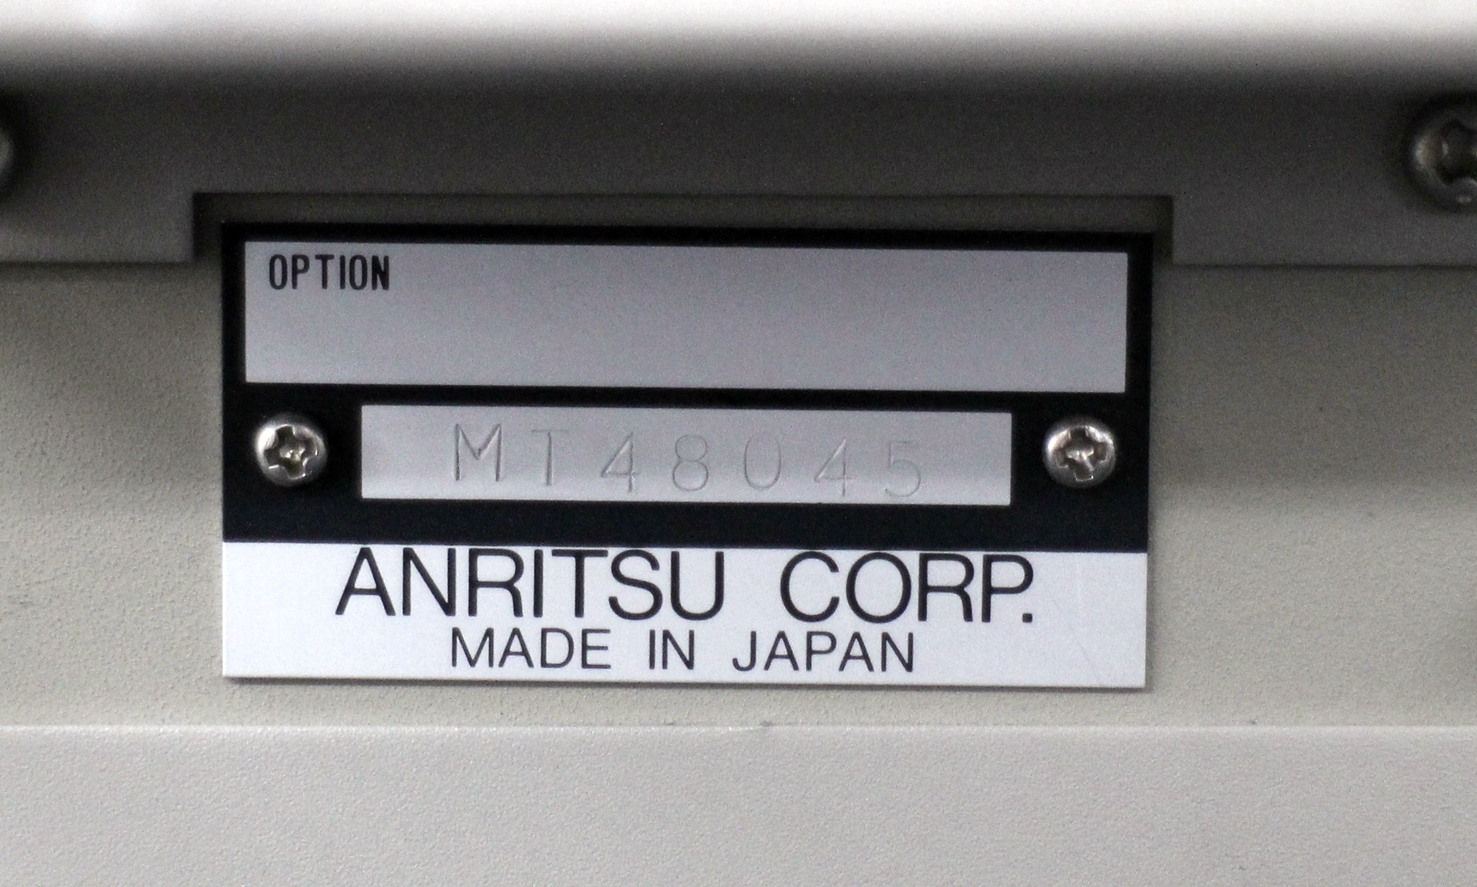 OPTION
MT48045
ANRITSU CORP.
MADE IN JAPAN